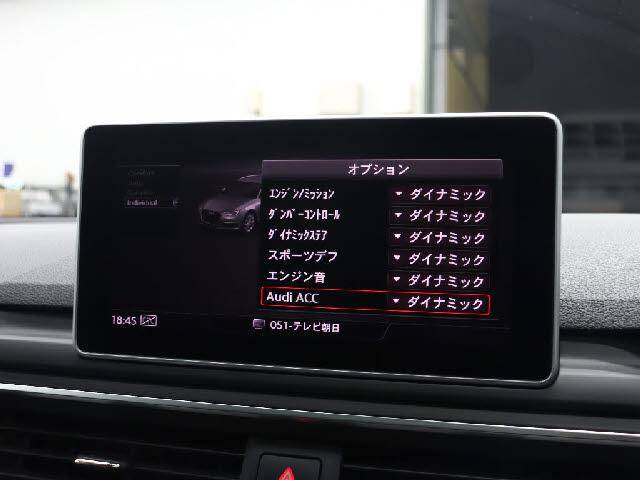 オプション
Individual
エンジン/ミッション ダイナミック
ダンパーコントロール ダイナミック
ダイナミックステア ダイナミック
スポーツデフ ダイナミック
エンジン音 ダイナミック
Audi ACC ダイナミック
18:45
051-テレビ朝日